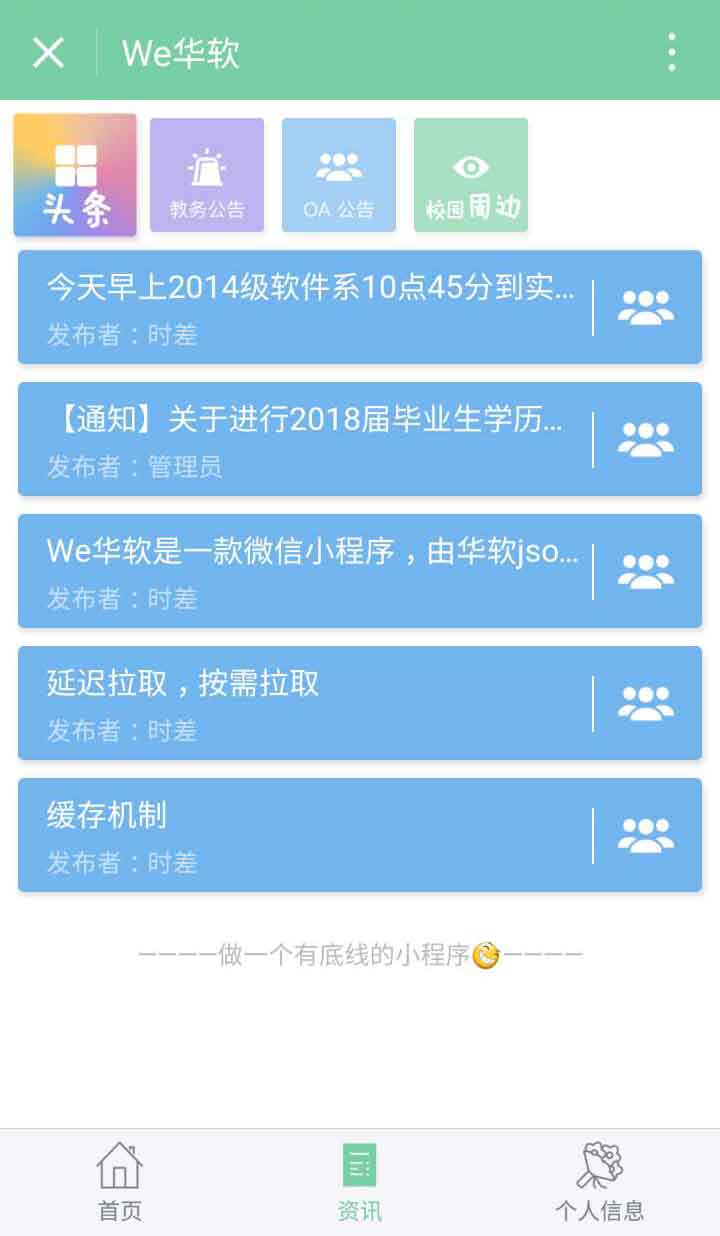 We华软
头条
教务公告
OA 公告
校园周边
今天早上2014级软件系10点45分到实...
发布者：时差
【通知】关于进行2018届毕业生学历...
发布者：管理员
We华软是一款微信小程序，由华软jso...
发布者：时差
延迟拉取，按需拉取
发布者：时差
缓存机制
发布者：时差
————做一个有底线的小程序————
首页
资讯
个人信息